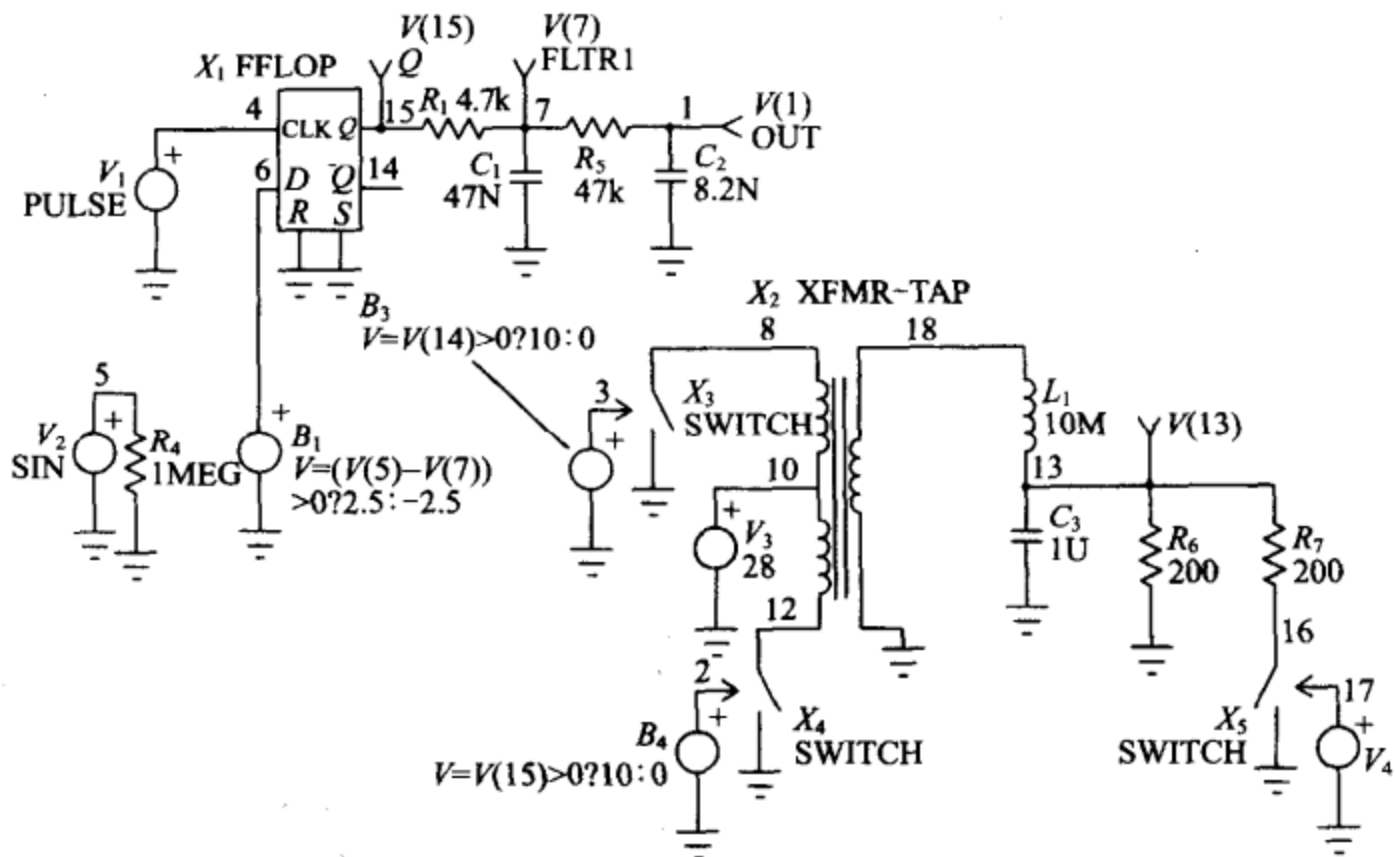 V(15)
Q
V(7)
FLTR1
X₁ FFLOP
4
CLK Q
15
R₁ 4.7k
7
1
V(1)
OUT
V₁
PULSE
+
6
D Q̄
14
R S
C₁
47N
R₅
47k
C₂
8.2N
B₃
V=V(14)>0?10:0
X₂ XFMR-TAP
8
18
5
V₂
SIN
+
R₄
1MEG
+
B₁
V=(V(5)-V(7))
>0?2.5:-2.5
3
+
X₃
SWITCH
L₁
10M
V(13)
10
13
+
V₃
28
C₃
1U
R₆
200
R₇
200
12
16
2
+
B₄
V=V(15)>0?10:0
X₄
SWITCH
X₅
SWITCH
17
+
V₄